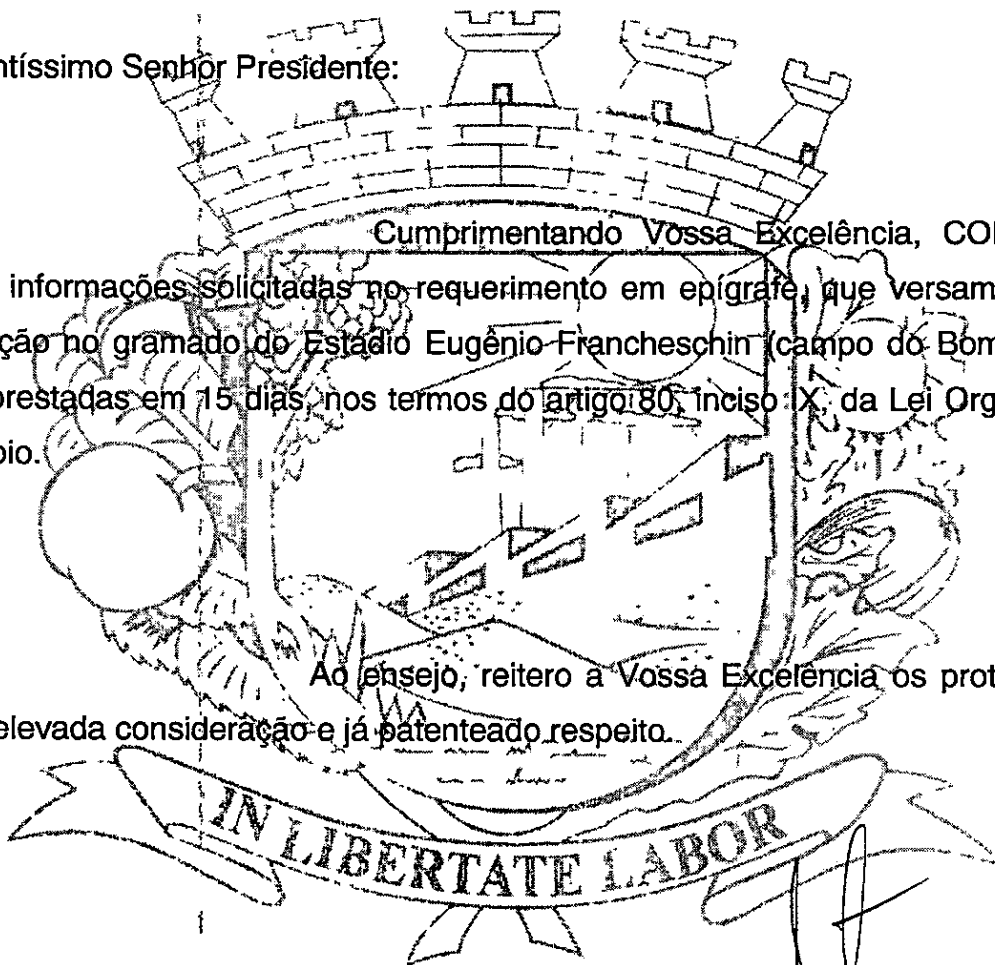 ntíssimo Senhor Presidente:
Cumprimentando Vossa Excelência, CO
informações solicitadas no requerimento em epígrafe, que versam
ção no gramado do Estádio Eugênio Francheschin (campo do Bom
prestadas em 15 dias, nos termos do artigo 80, inciso IX, da Lei Org
pio.
Ao ensejo, reitero a Vossa Excelência os prot
elevada consideração e já patenteado respeito.
IN LIBERTATE LABOR